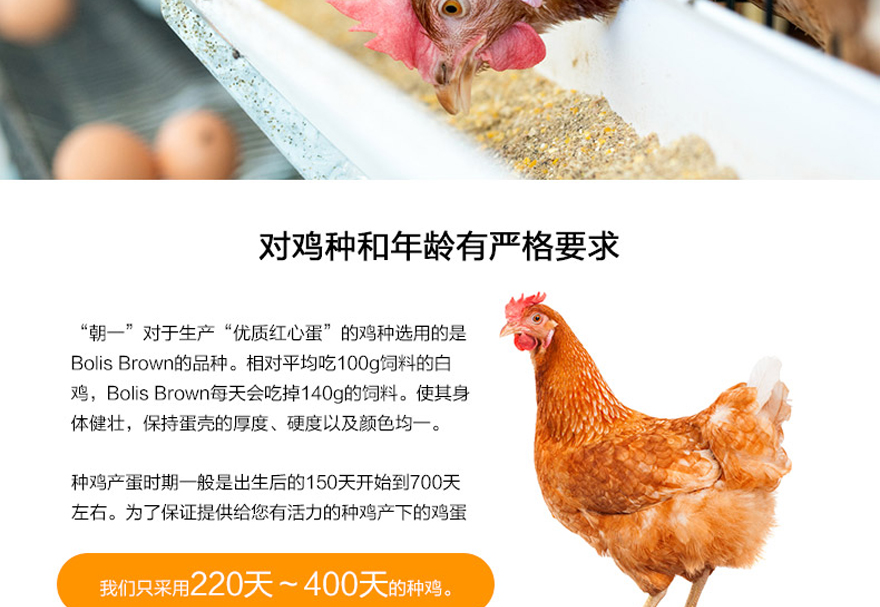 对鸡种和年龄有严格要求
“朝一”对于生产“优质红心蛋”的鸡种选用的是
Bolis Brown的品种。相对平均吃100g饲料的白
鸡，Bolis Brown每天会吃掉140g的饲料。使其身
体健壮，保持蛋壳的厚度、硬度以及颜色均一。
种鸡产蛋时期一般是出生后的150天开始到700天
左右。为了保证提供给您有活力的种鸡产下的鸡蛋
我们只采用220天～400天的种鸡。